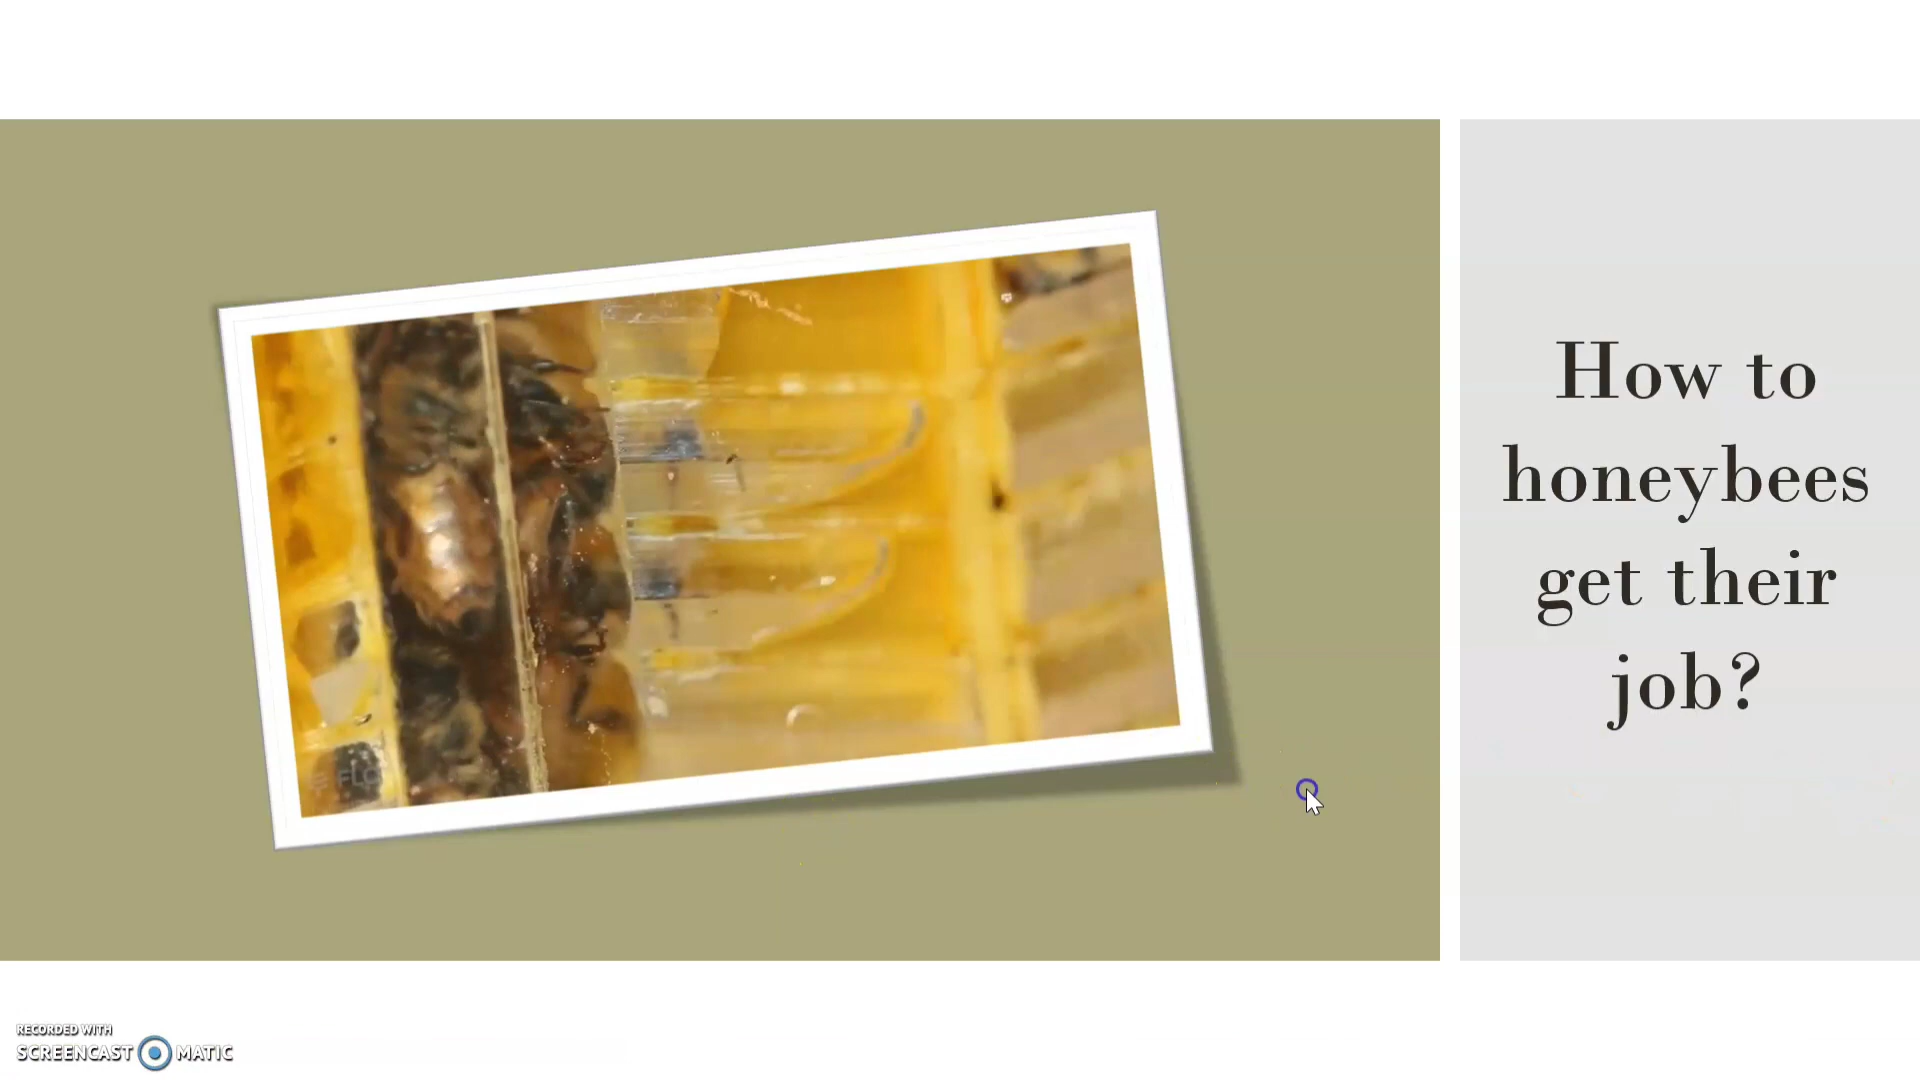 How to
honeybees
get their
job?
RECORDED WITH
SCREENCAST MATIC